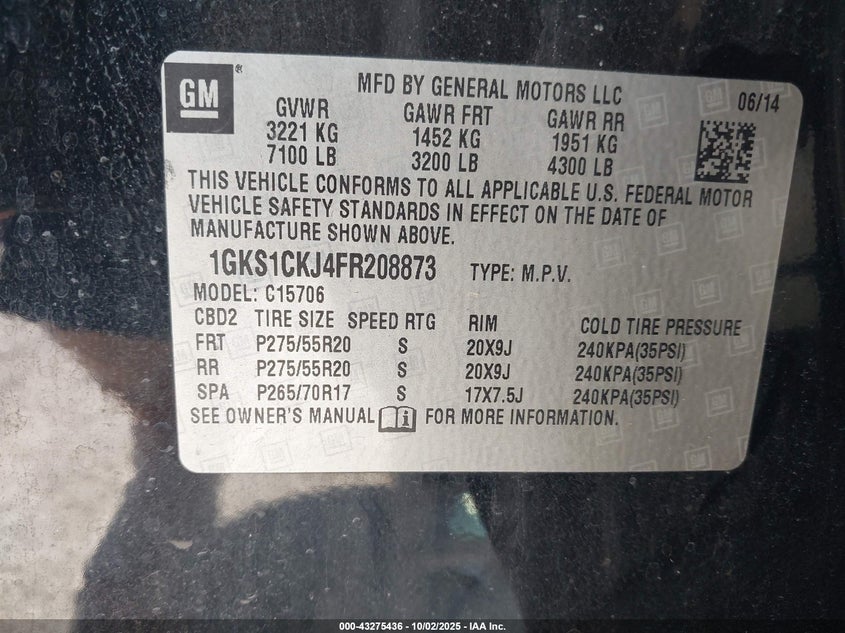 GM ®
MFD BY GENERAL MOTORS LLC 06/14
GVWR GAWR FRT GAWR RR
3221 KG 1452 KG 1951 KG
7100 LB 3200 LB 4300 LB
THIS VEHICLE CONFORMS TO ALL APPLICABLE U.S. FEDERAL MOTOR
VEHICLE SAFETY STANDARDS IN EFFECT ON THE DATE OF
MANUFACTURE SHOWN ABOVE.
1GKS1CKJ4FR208873 TYPE: M.P.V.
MODEL: C15706
CBD2 TIRE SIZE SPEED RTG RIM COLD TIRE PRESSURE
FRT P275/55R20 S 20X9J 240KPA(35PSI)
RR P275/55R20 S 20X9J 240KPA(35PSI)
SPA P265/70R17 S 17X7.5J 240KPA(35PSI)
SEE OWNER'S MANUAL FOR MORE INFORMATION.
000-43275436 - 10/02/2025 - IAA Inc.